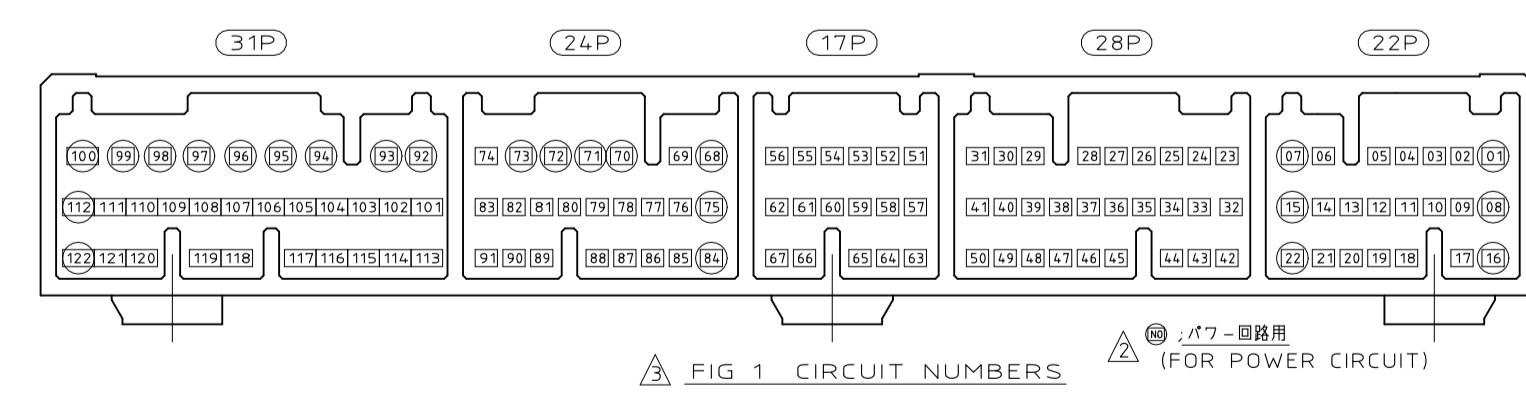 31P 24P 17P 28P 22P
100 99 98 97 96 95 94 93 92 74 73 72 71 70 69 68 56 55 54 53 52 51 31 30 29 28 27 26 25 24 23 07 06 05 04 03 02 01
112 111 110 109 108 107 106 105 104 103 102 101 83 82 81 80 79 78 77 76 75 62 61 60 59 58 57 41 40 39 38 37 36 35 34 33 32 15 14 13 12 11 10 09 08
122 121 120 119 118 117 116 115 114 113 91 90 89 88 87 86 85 84 67 66 65 64 63 50 49 48 47 46 45 44 43 42 22 21 20 19 18 17 16
2 NO ;パワー回路用
(FOR POWER CIRCUIT)
3 FIG 1 CIRCUIT NUMBERS